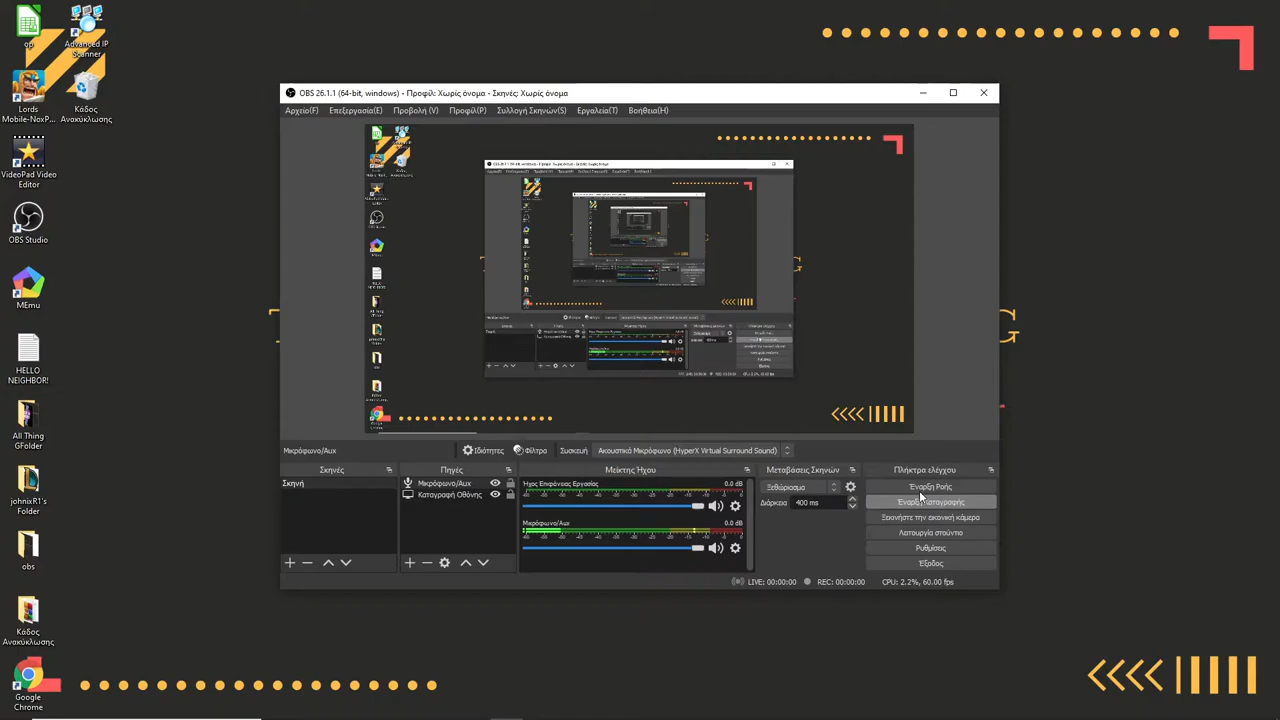 op
Advanced IP
Scanner
Lords
Mobile-NoxP...
Κάδος
Ανακύκλωσης
VideoPad Video
Editor
OBS Studio
MEmu
HELLO
NEIGHBOR!
All Thing
GFolder
johnixR1's
Folder
obs
Κάδος
Ανακύκλωσης
Google
Chrome
OBS 26.1.1 (64-bit, windows) - Προφίλ: Χωρίς όνομα - Σκηνές: Χωρίς όνομα
Αρχείο(F) Επεξεργασία(E) Προβολή (V) Προφίλ(P) Συλλογή Σκηνών(S) Εργαλεία(T) Βοήθεια(H)
Μικρόφωνο/Aux Ιδιότητες Φίλτρα Συσκευή Ακουστικά Μικρόφωνο (HyperX Virtual Surround Sound)
Σκηνές Πηγές Μείκτης Ήχου Μεταβάσεις Σκηνών Πλήκτρα ελέγχου
Σκηνή
Μικρόφωνή/Aux
Καταγραφή Οθόνης
Ήχος Επιφάνειας Εργασίας 0.0 dB
Μικρόφωνο/Aux 0.0 dB
Ξεθώριασμα
Διάρκεια 400 ms
Έναρξη Ροής
Έναρξη Καταγραφής
Ξεκινήστε την εικονική κάμερα
Λειτουργία στούντιο
Ρυθμίσεις
Έξοδος
LIVE: 00:00:00 REC: 00:00:00 CPU: 2.2%, 60.00 fps